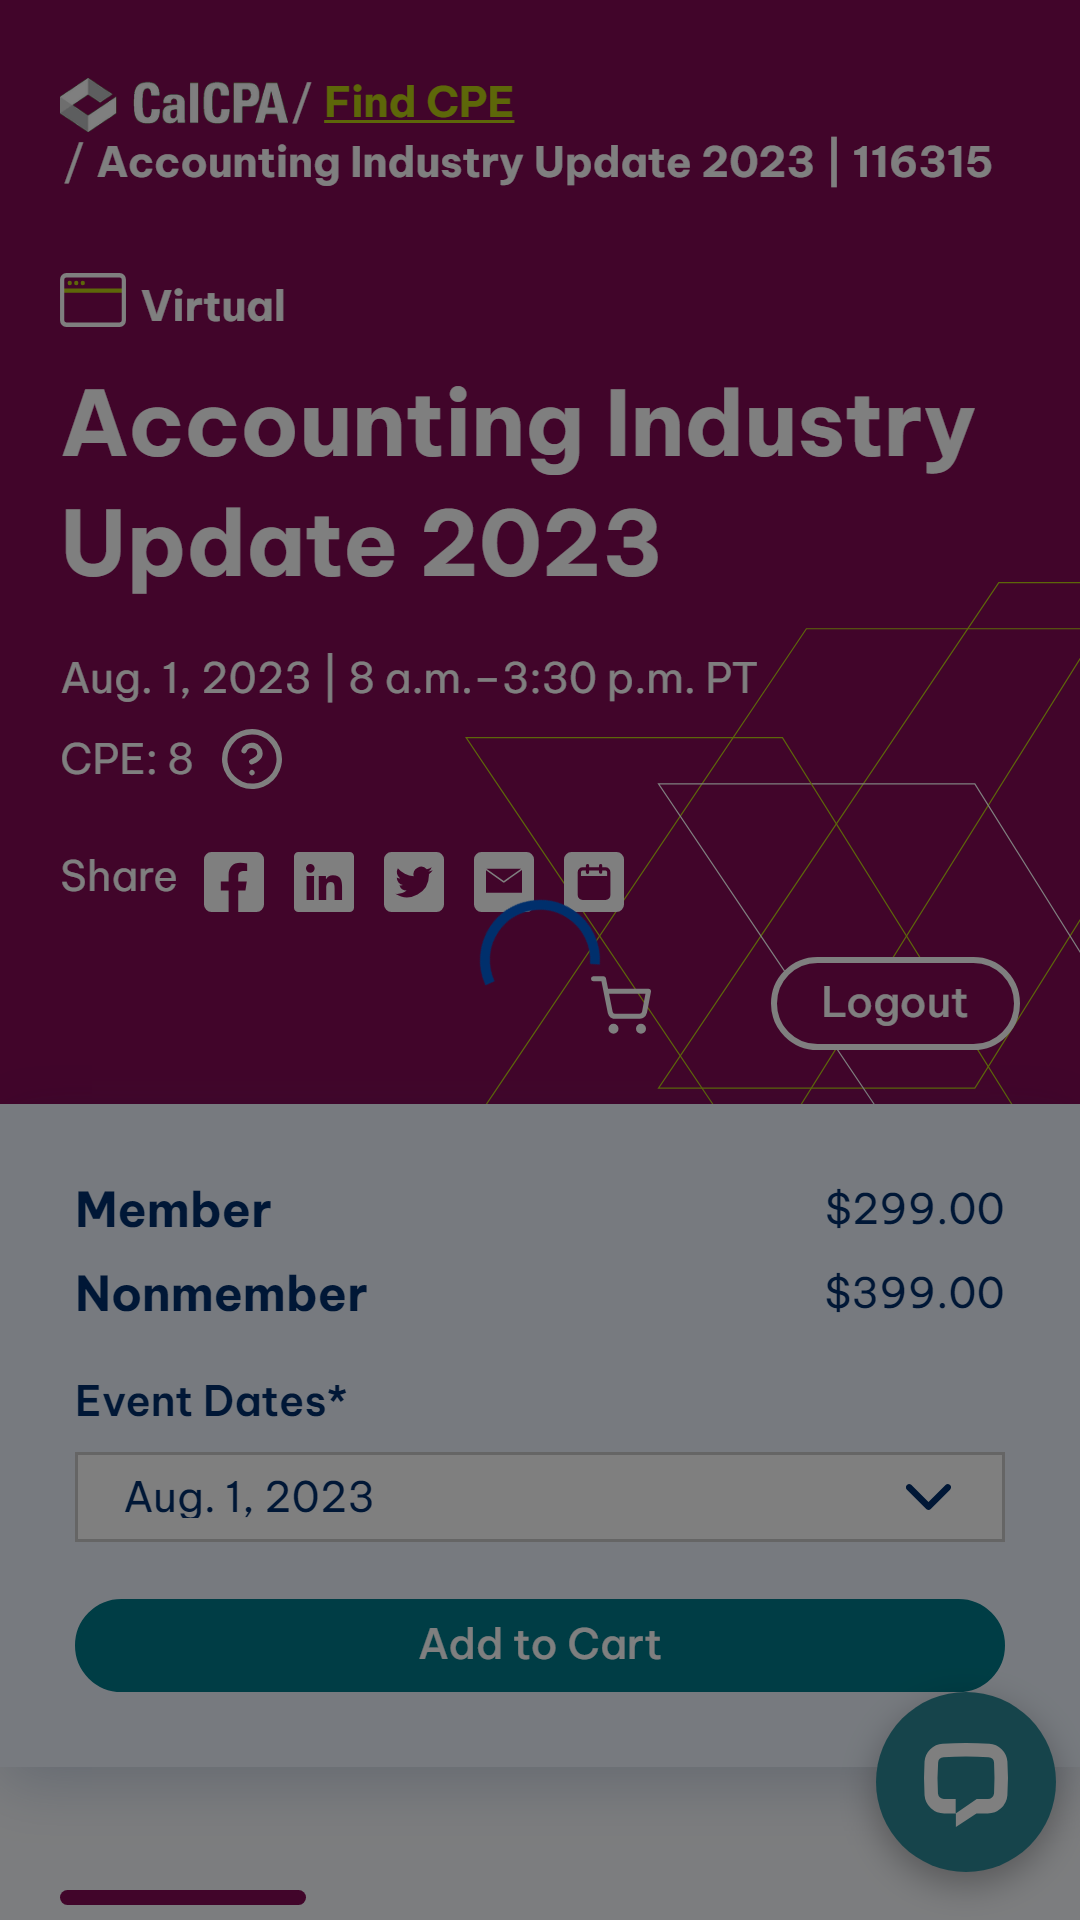 CalCPA / Find CPE
/ Accounting Industry Update 2023 | 116315
Virtual
Accounting Industry
Update 2023
Aug. 1, 2023 | 8 a.m.–3:30 p.m. PT
CPE: 8 ?
Share
Logout
Member $299.00
Nonmember $399.00
Event Dates*
Aug. 1, 2023
Add to Cart